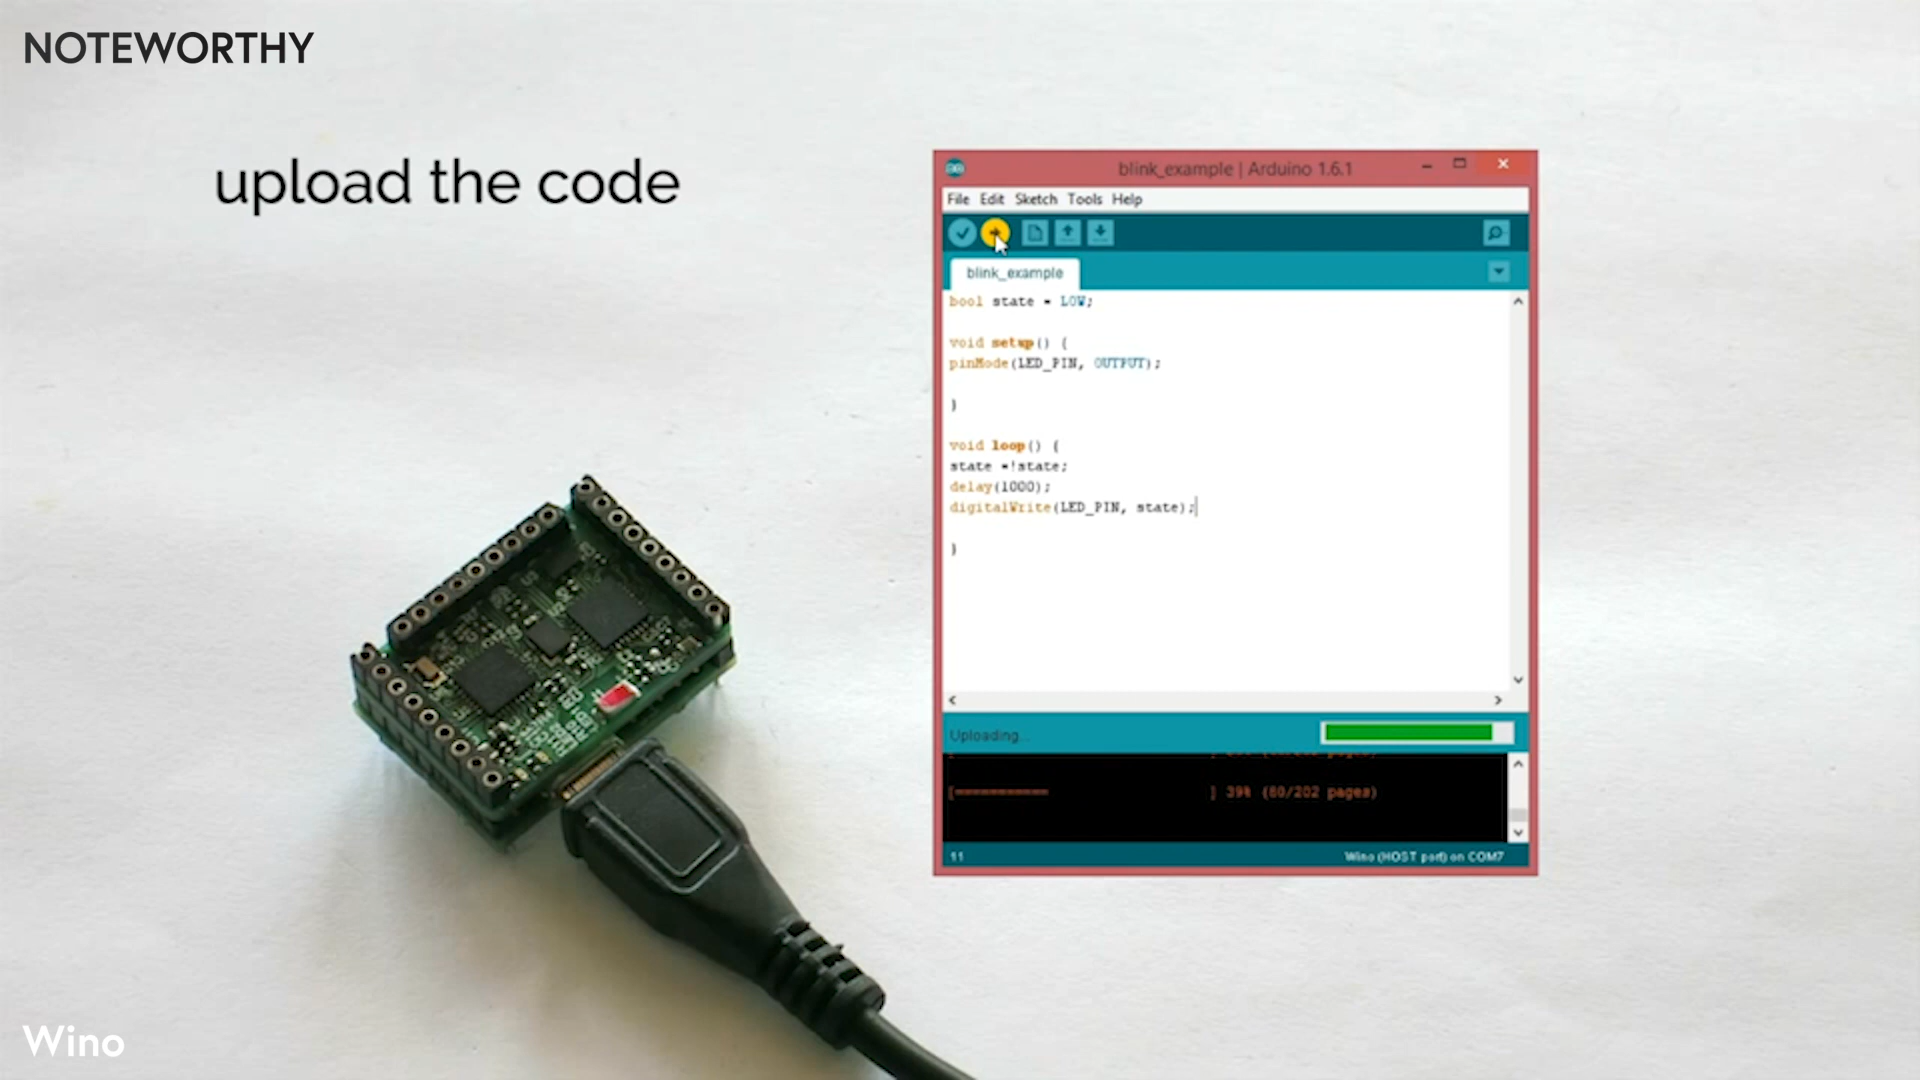 NOTEWORTHY
upload the code
blink_example | Arduino 1.6.1
File Edit Sketch Tools Help
blink_example
bool state = LOW;
void setup() {
pinMode(LED_PIN, OUTPUT);
}
void loop() {
state =!state;
delay(1000);
digitalWrite(LED_PIN, state);
}
Uploading...
[=========== ] 39% (80/202 pages)
11
Wino (HOST port) on COM7
Wino